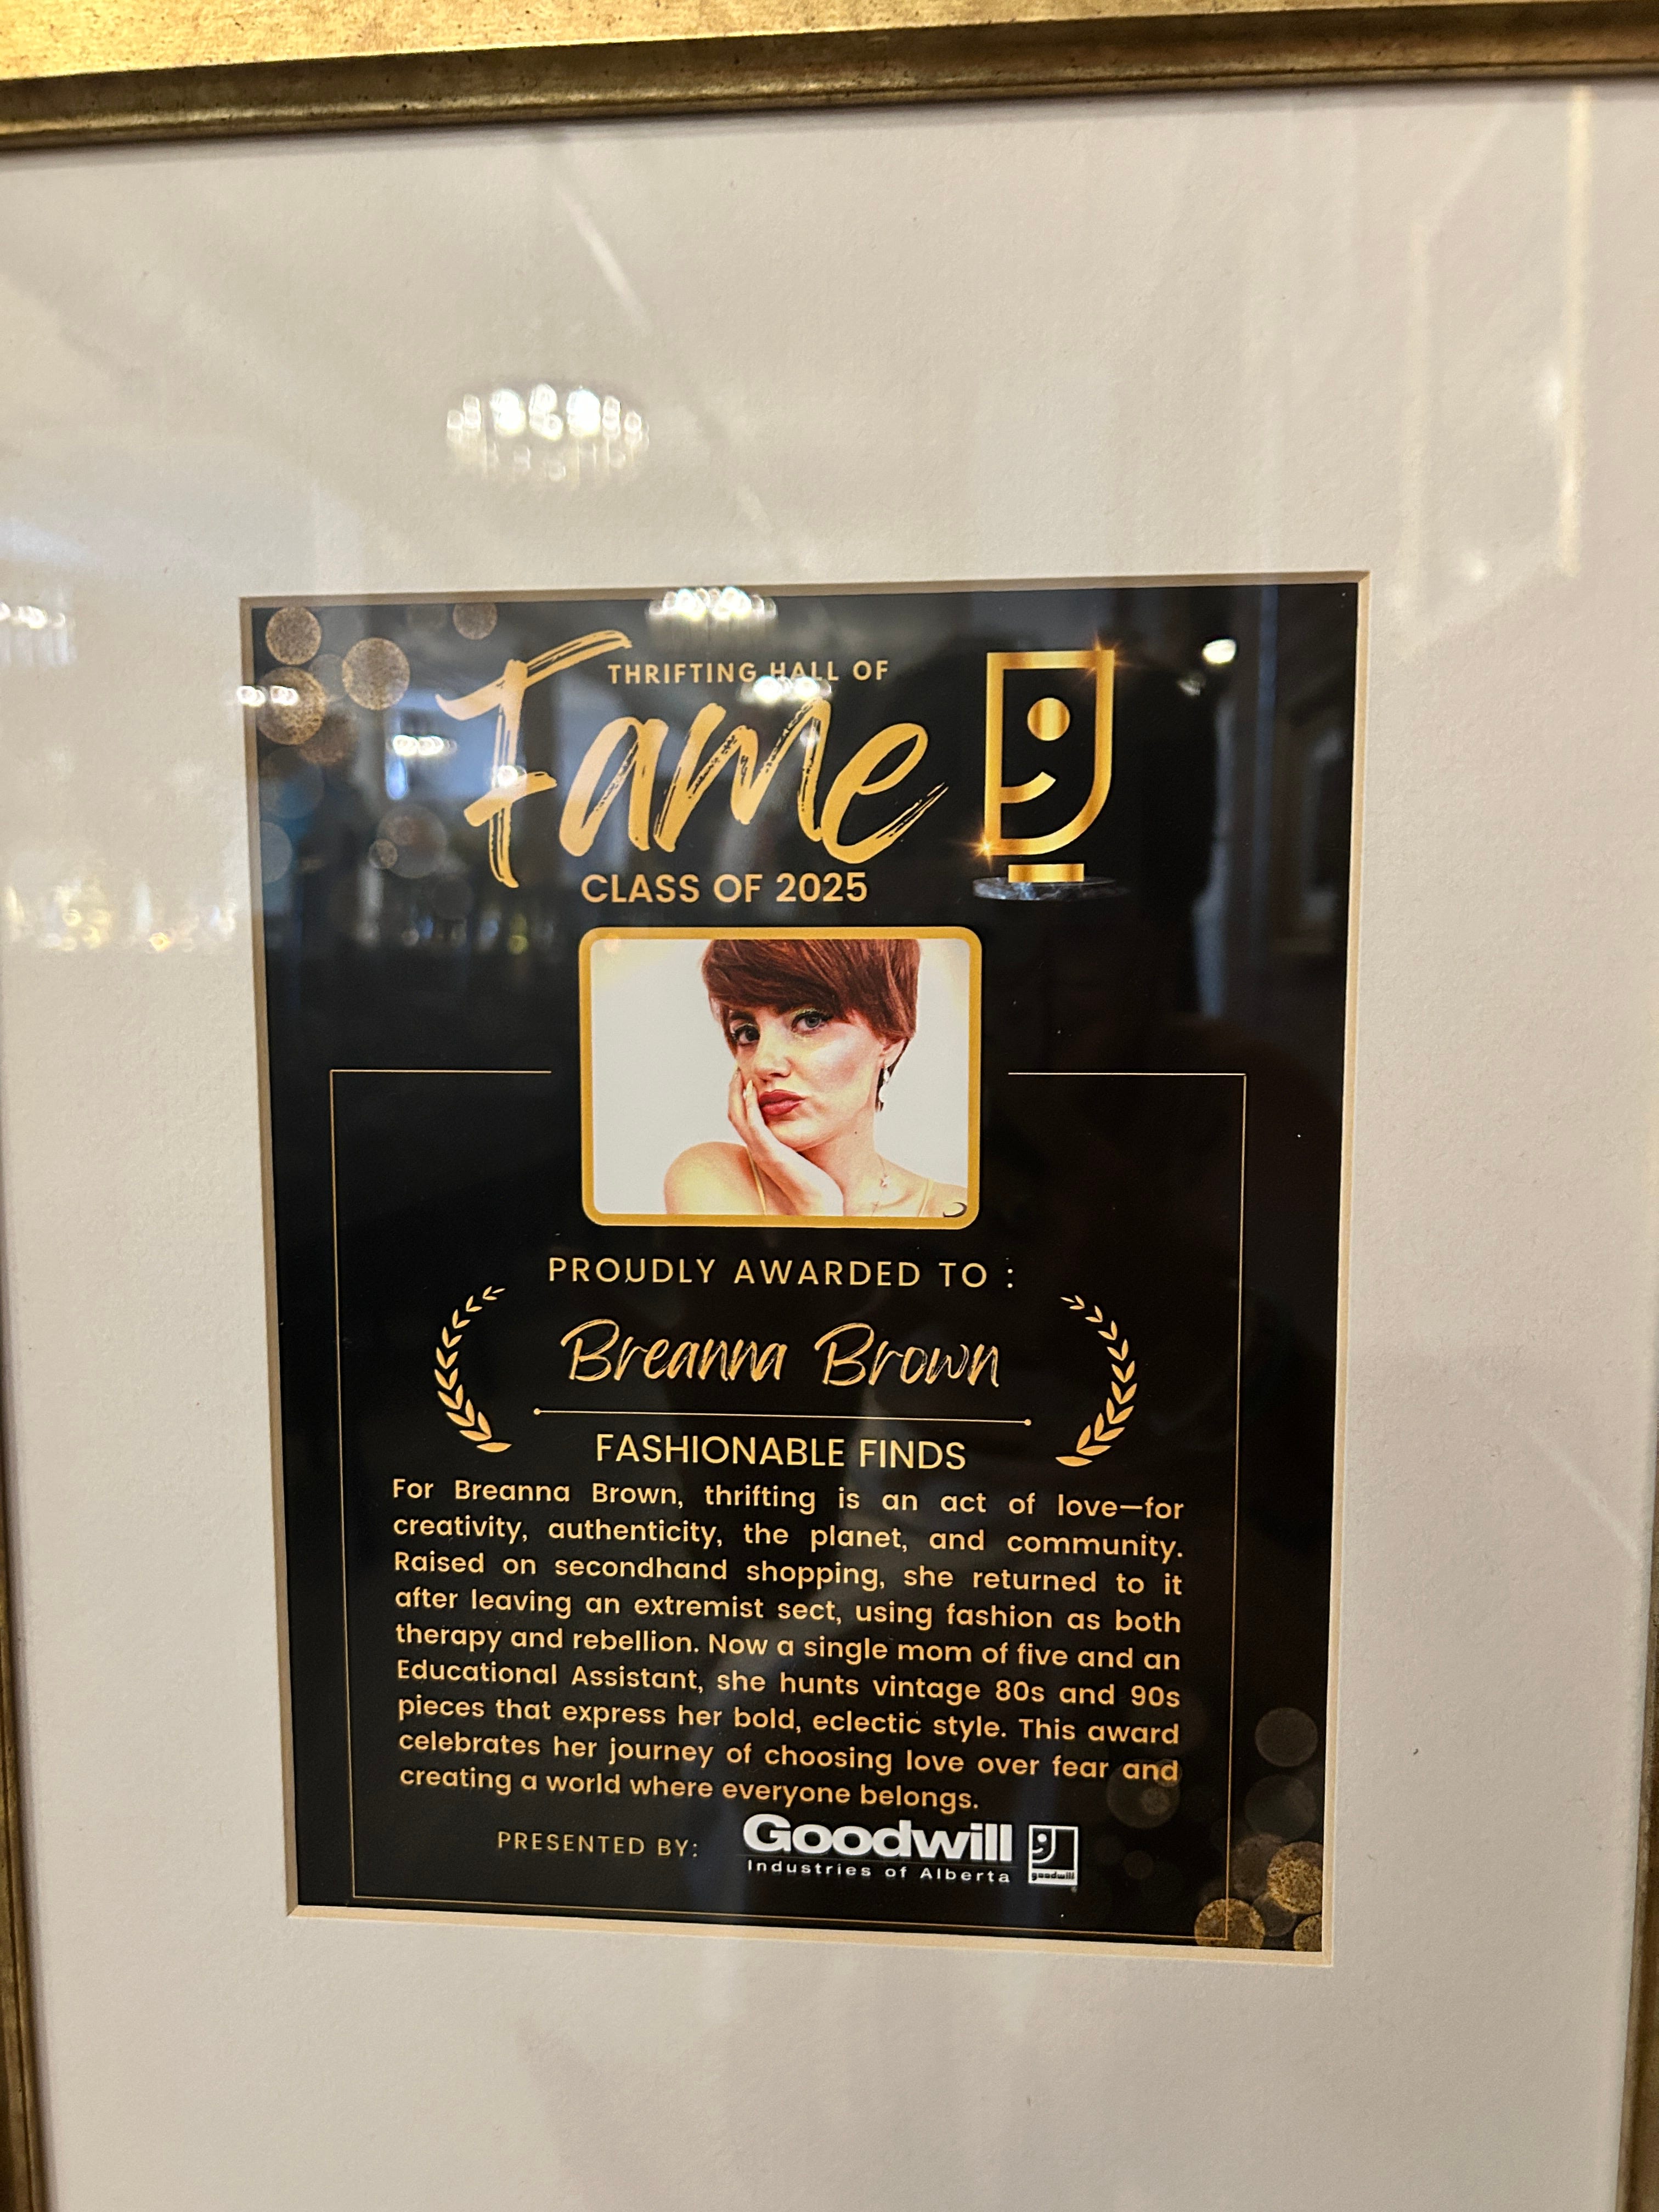 THRIFTING HALL OF
Fame
CLASS OF 2025
PROUDLY AWARDED TO :
Breanna Brown
FASHIONABLE FINDS
For Breanna Brown, thrifting is an act of love—for
creativity, authenticity, the planet, and community.
Raised on secondhand shopping, she returned to it
after leaving an extremist sect, using fashion as both
therapy and rebellion. Now a single mom of five and an
Educational Assistant, she hunts vintage 80s and 90s
pieces that express her bold, eclectic style. This award
celebrates her journey of choosing love over fear and
creating a world where everyone belongs.
PRESENTED BY:
Goodwill
Industries of Alberta
goodwill